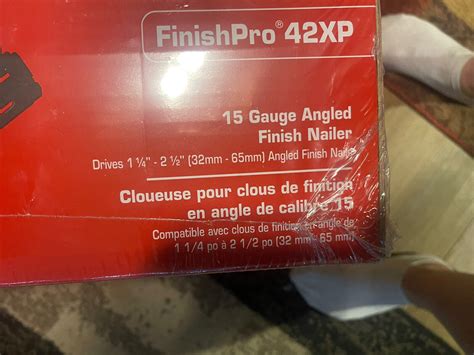 FinishPro® 42XP
15 Gauge Angled
Finish Nailer
Drives 1 ¼" - 2 ½" (32mm - 65mm) Angled Finish Nails
Cloueuse pour clous de finition
en angle de calibre 15
Compatible avec clous de finition en angle de
1 1/4 po à 2 1/2 po (32 mm - 65 mm)